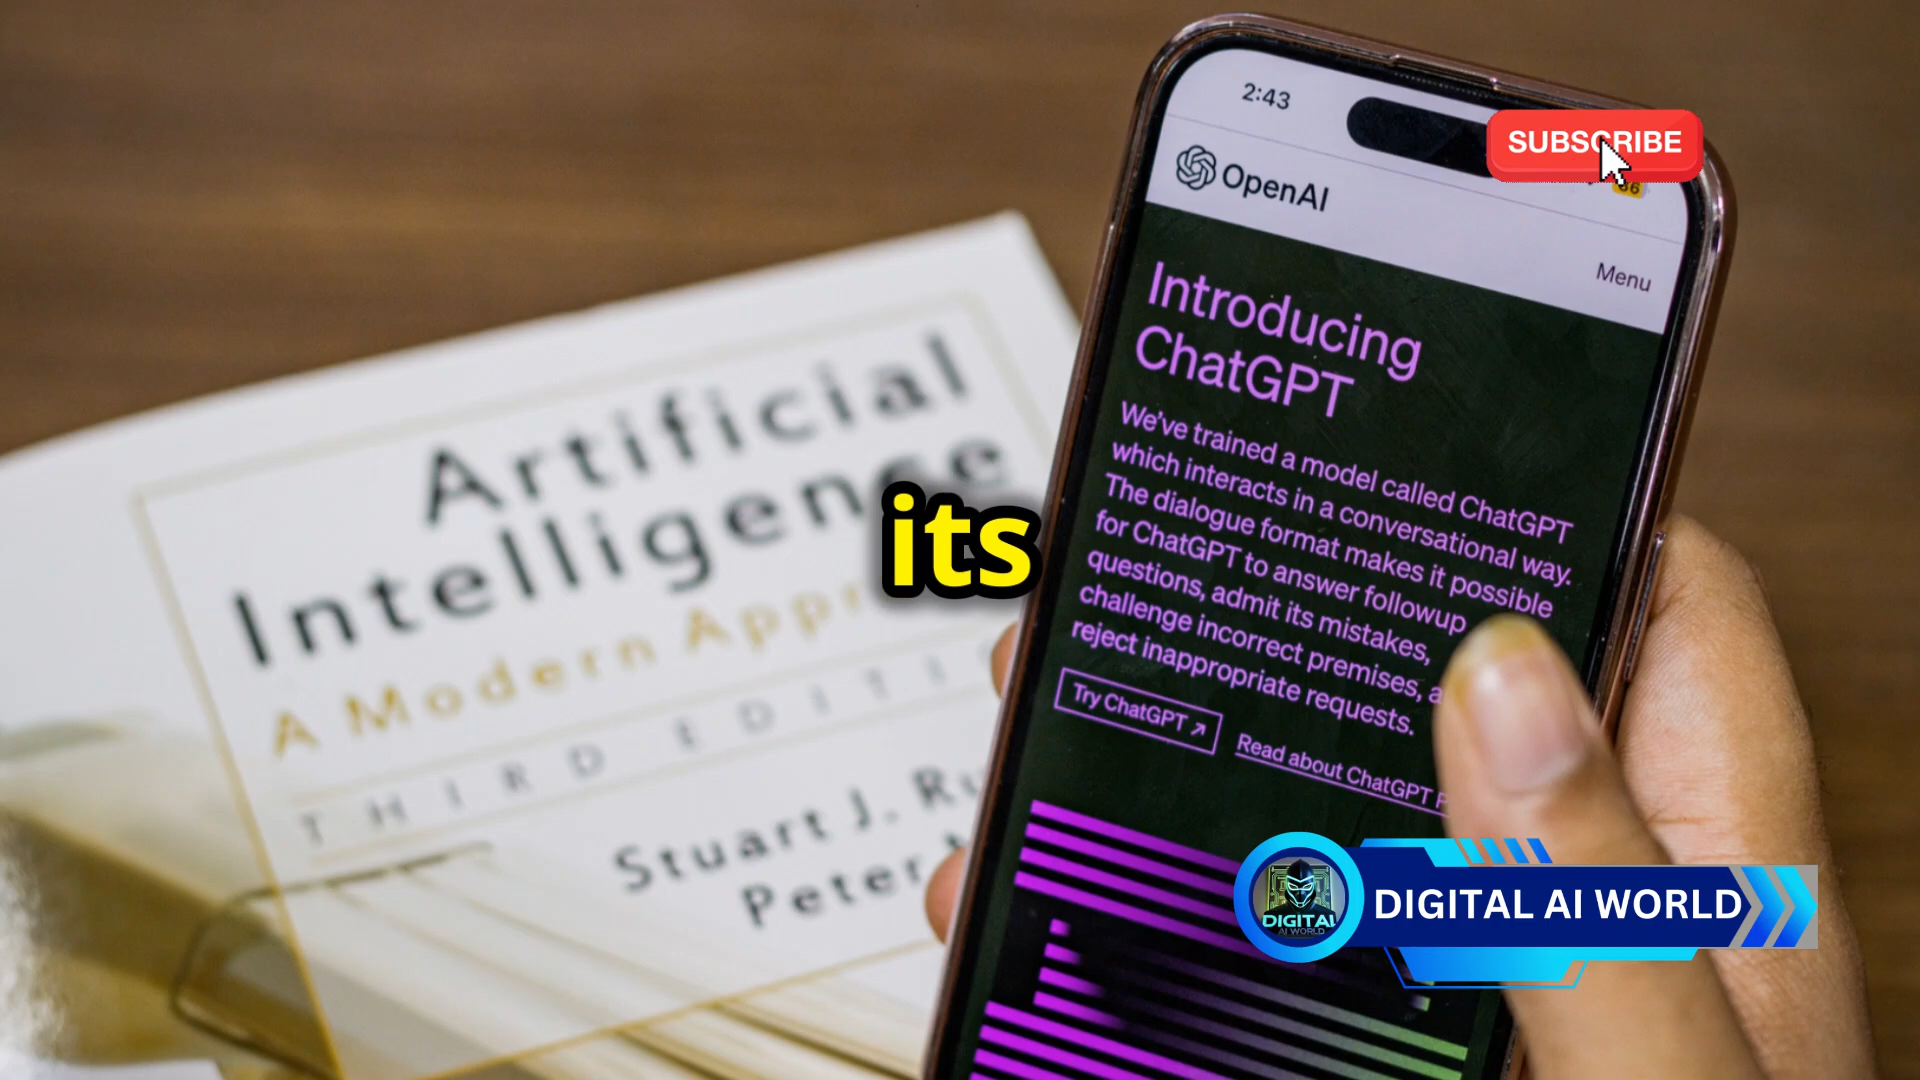 Artificial
Intelligence
A Modern
THIRD
Stuart J.
Peter
its
2:43
SUBSCRIBE
86
OpenAI
Menu
Introducing
ChatGPT
We've trained a model called ChatGPT
which interacts in a conversational way.
The dialogue format makes it possible
for ChatGPT to answer followup
questions, admit its mistakes,
challenge incorrect premises,
reject inappropriate requests.
Try ChatGPT ↗
Read about ChatGPT
DIGITAL
AI WORLD
DIGITAL AI WORLD